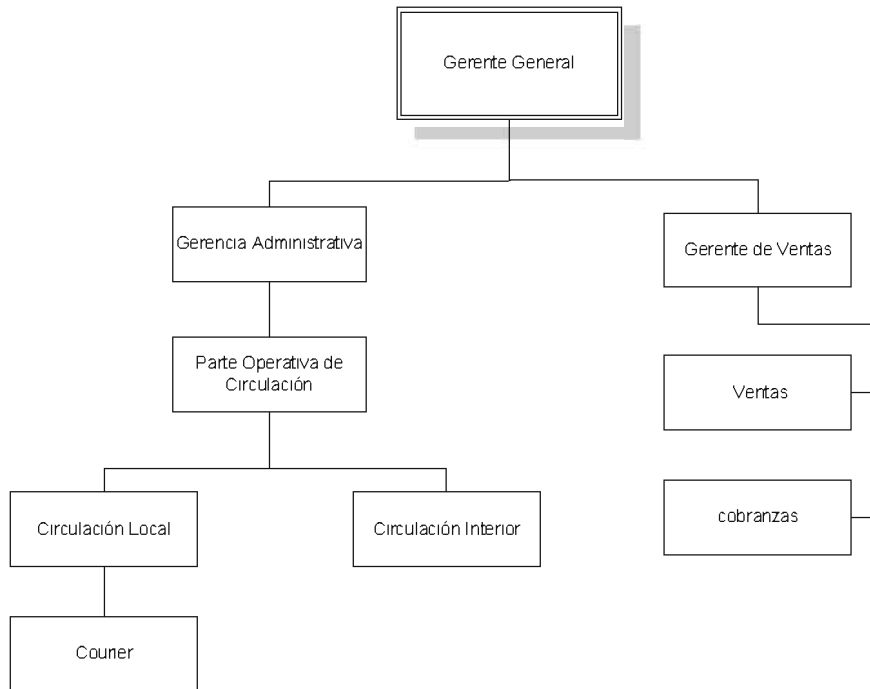 Gerente General
Gerencia Administrativa
Gerente de Ventas
Parte Operativa de
Circulación
Ventas
Circulación Local
Circulación Interior
cobranzas
Courier